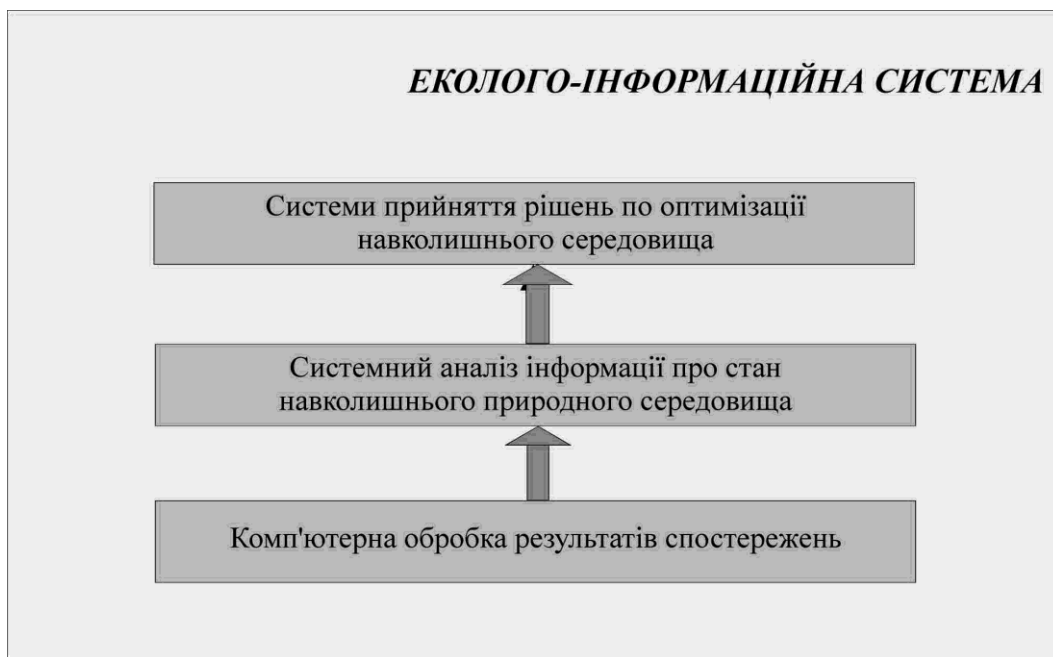 ЕКОЛОГО-ІНФОРМАЦІЙНА СИСТЕМА
Системи прийняття рішень по оптимізації
навколишнього середовища
Системний аналіз інформації про стан
навколишнього природного середовища
Комп'ютерна обробка результатів спостережень